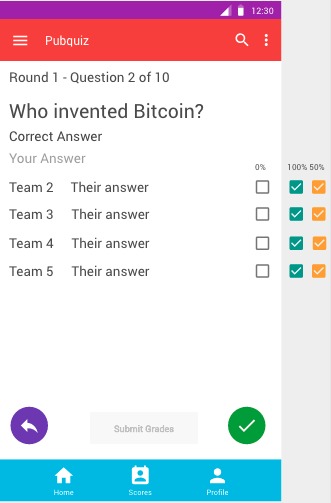 12:30
Pubquiz
Round 1 - Question 2 of 10
Who invented Bitcoin?
Correct Answer
Your Answer
0% 100% 50%
Team 2 Their answer
Team 3 Their answer
Team 4 Their answer
Team 5 Their answer
Submit Grades
Home Scores Profile